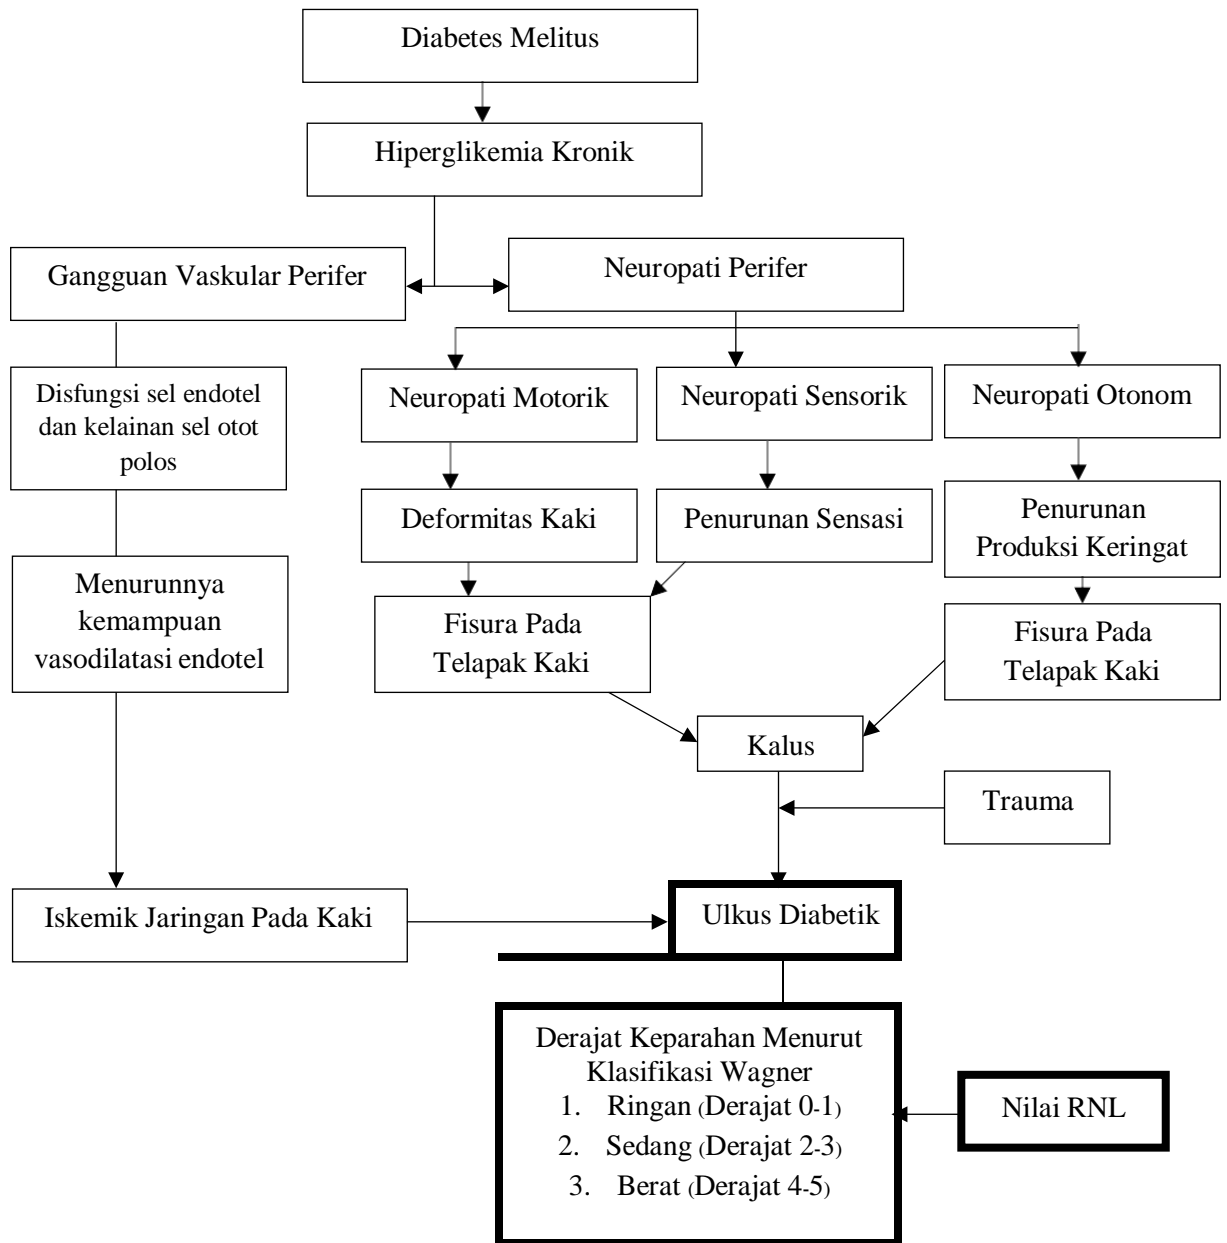 Diabetes Melitus
Hiperglikemia Kronik
Gangguan Vaskular Perifer
Neuropati Perifer
Disfungsi sel endotel
dan kelainan sel otot
polos
Neuropati Motorik
Neuropati Sensorik
Neuropati Otonom
Deformitas Kaki
Penurunan Sensasi
Penurunan
Produksi Keringat
Menurunnya
kemampuan
vasodilatasi endotel
Fisura Pada
Telapak Kaki
Fisura Pada
Telapak Kaki
Kalus
Trauma
Iskemik Jaringan Pada Kaki
Ulkus Diabetik
Derajat Keparahan Menurut
Klasifikasi Wagner
1. Ringan (Derajat 0-1)
2. Sedang (Derajat 2-3)
3. Berat (Derajat 4-5)
Nilai RNL